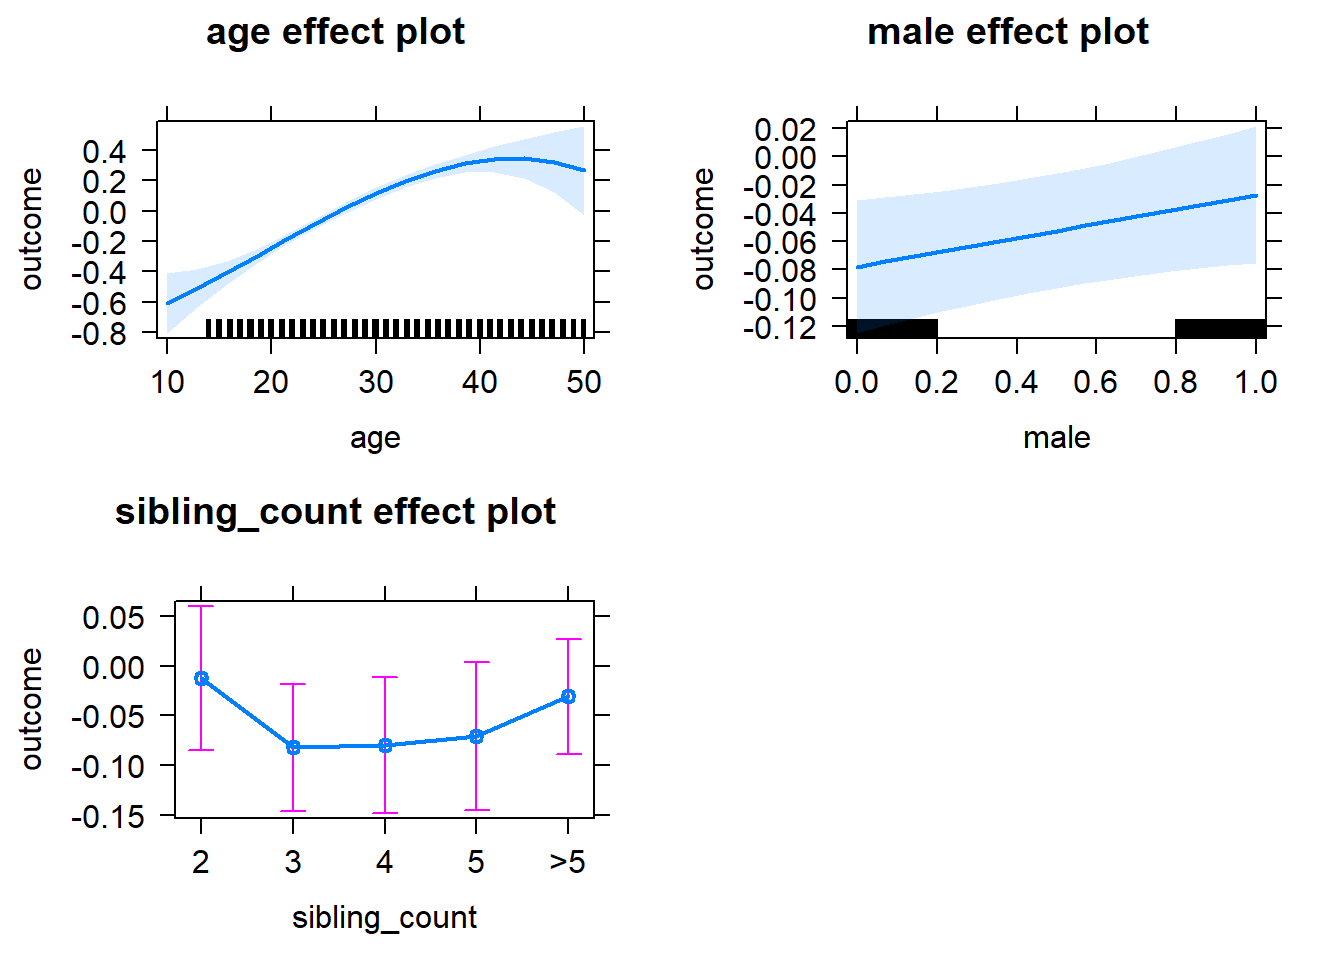 age effect plot
outcome
0.4
0.2
0.0
-0.2
-0.4
-0.6
-0.8
10 20 30 40 50
age
male effect plot
outcome
0.02
0.00
-0.02
-0.04
-0.06
-0.08
-0.10
-0.12
0.0 0.2 0.4 0.6 0.8 1.0
male
sibling_count effect plot
outcome
0.05
0.00
-0.05
-0.10
-0.15
2 3 4 5 >5
sibling_count